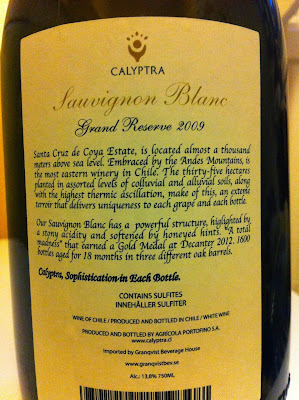 CALYPTRA
Sauvignon Blanc
Grand Reserve 2009
Santa Cruz de Coya Estate, is located almost a thousand
meters above sea level. Embraced by the Andes Mountains, is
the most eastern winery in Chile. The thirty-five hectares
planted in assorted levels of colluvial and alluvial soils, along
with the highest thermic oscillation, make of this, an extreme
terroir that delivers uniqueness to each grape and each bottle.
Our Sauvignon Blanc has a powerful structure, higlighted by
a stony acidity and softened by honeyed hints. "A total
madness" that earned a Gold Medal at Decanter 2012. 1600
bottles aged for 18 months in three different oak barrels.
Calyptra, Sophistication in Each Bottle.
CONTAINS SULFITES
INNEHÅLLER SULFITER
WINE OF CHILE / PRODUCED AND BOTTLED IN CHILE / WHITE WINE
PRODUCED AND BOTTLED BY AGRÍCOLA PORTOFINO S.A.
www.calyptra.cl
Imported by Granqvist Beverage House
www.granqvistbev.se
Alc.: 13,8% 750ML